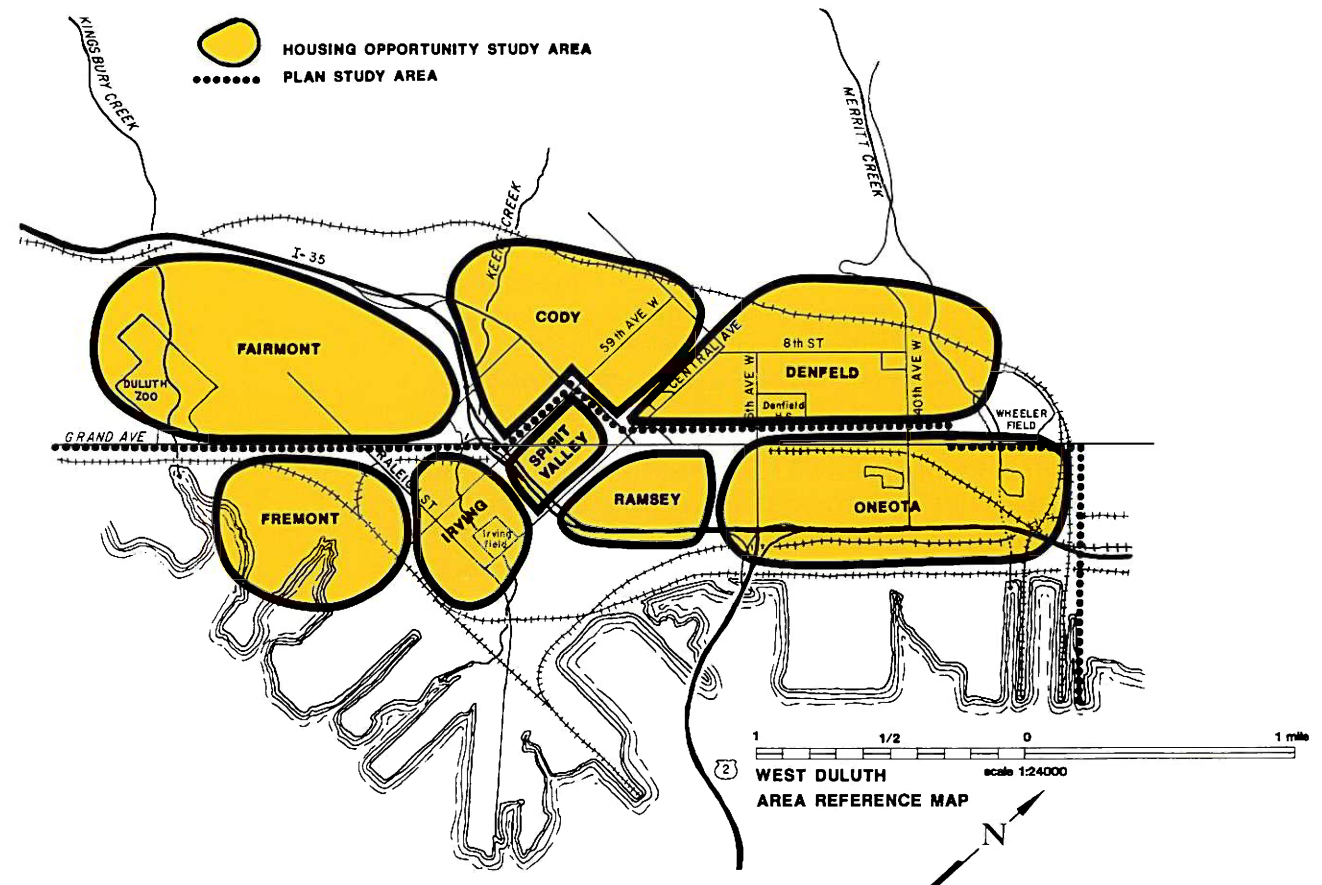 HOUSING OPPORTUNITY STUDY AREA
PLAN STUDY AREA
KINGSBURY CREEK
MERRITT CREEK
CREEK
I-35
CODY
59th AVE W
FAIRMONT
DULUTH
ZOO
CENTRAL AVE
8th ST
DENFELD
AVE W
40th AVE W
Denfield
H.S.
WHEELER
FIELD
GRAND AVE
SPIRIT
VALLEY
RALEIGH ST
FREMONT
IRVING
Irving
field
RAMSEY
ONEOTA
1 1/2 0 1 mile
scale 1:24000
2
WEST DULUTH
AREA REFERENCE MAP
N